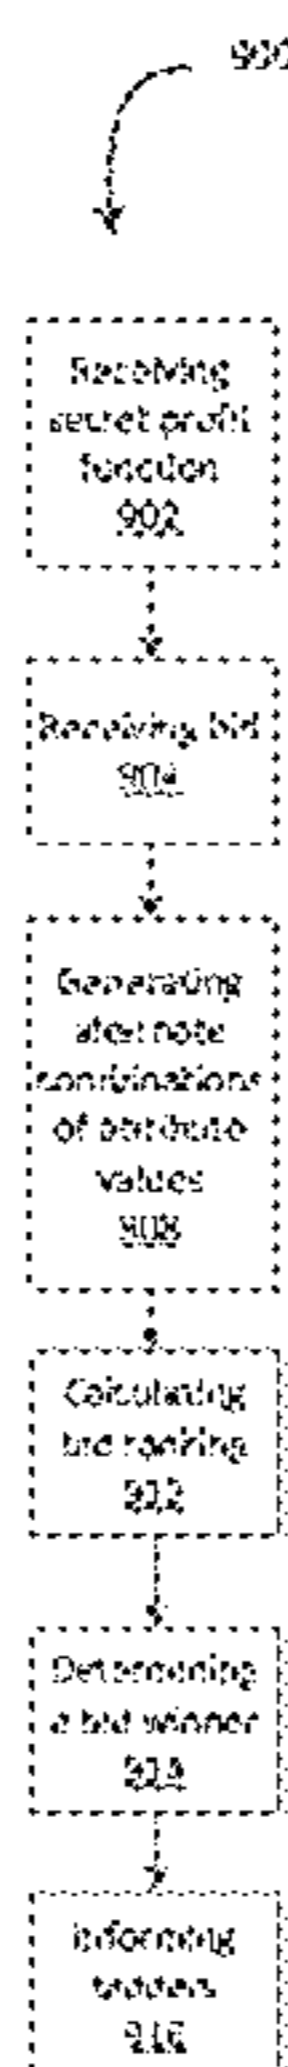 900
Receiving
secret profit
function
902
Receiving bid
904
Generating
alternate
combinations
of attribute
values
908
Calculating
bid ranking
912
Determining
a bid winner
914
Informing
bidders
916